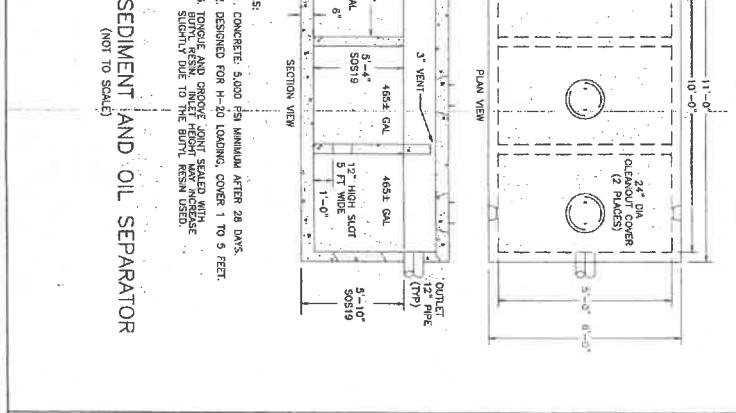 11'-0"
10'-0"
24" DIA
CLEANOUT COVER
(2 PLACES)
5'-0"
6'-0"
PLAN VIEW
3" VENT
OUTLET
12" PIPE
(TYP)
GAL
465± GAL
465± GAL
6"
5'-4"
SOS19
12" HIGH SLOT
5 FT WIDE
1'-0"
5'-10"
SOS19
SECTION VIEW
S:
. CONCRETE: 5,000 PSI MINIMUM AFTER 28 DAYS.
. DESIGNED FOR H-20 LOADING, COVER 1 TO 5 FEET.
. TONGUE AND GROOVE JOINT SEALED WITH
BUTYL RESIN. INLET HEIGHT MAY INCREASE
SLIGHTLY DUE TO THE BUTYL RESIN USED.
SEDIMENT AND OIL SEPARATOR
(NOT TO SCALE)